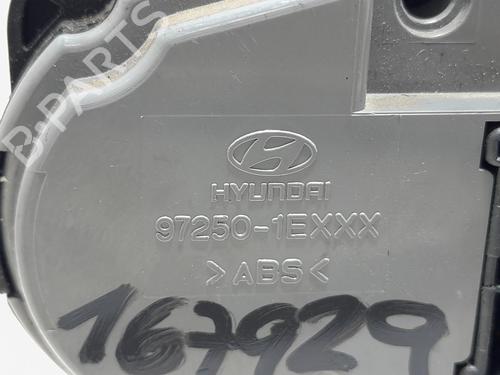 B-PARTS
HYUNDAI
97250-1EXXX
>ABS<
167929